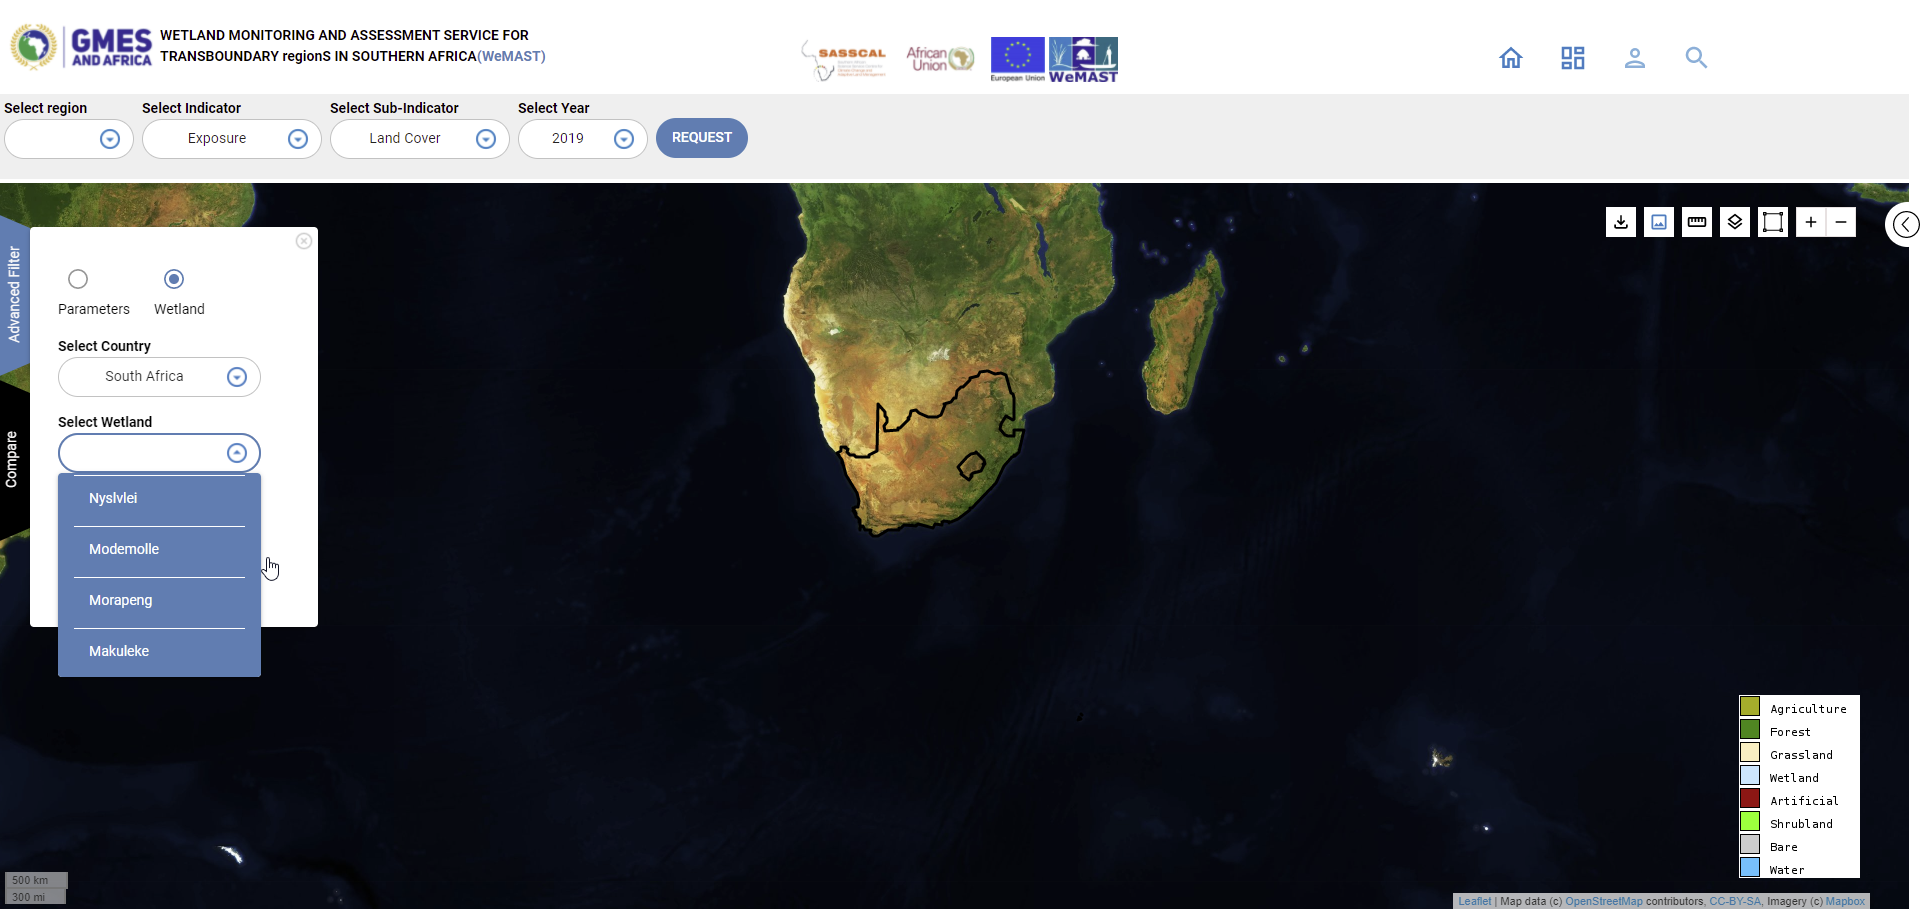 GMES
AND AFRICA
WETLAND MONITORING AND ASSESSMENT SERVICE FOR
TRANSBOUNDARY regionS IN SOUTHERN AFRICA(WeMAST)
SASSCAL
African
Union
European Union
WeMAST
Select region
Select Indicator
Select Sub-Indicator
Select Year
Exposure
Land Cover
2019
REQUEST
Advanced Filter
Compare
Parameters
Wetland
Select Country
South Africa
Select Wetland
Nyslvlei
Modemolle
Morapeng
Makuleke
+
−
Agriculture
Forest
Grassland
Wetland
Artificial
Shrubland
Bare
Water
500 km
300 mi
Leaflet | Map data (c) OpenStreetMap contributors, CC-BY-SA, Imagery (c) Mapbox